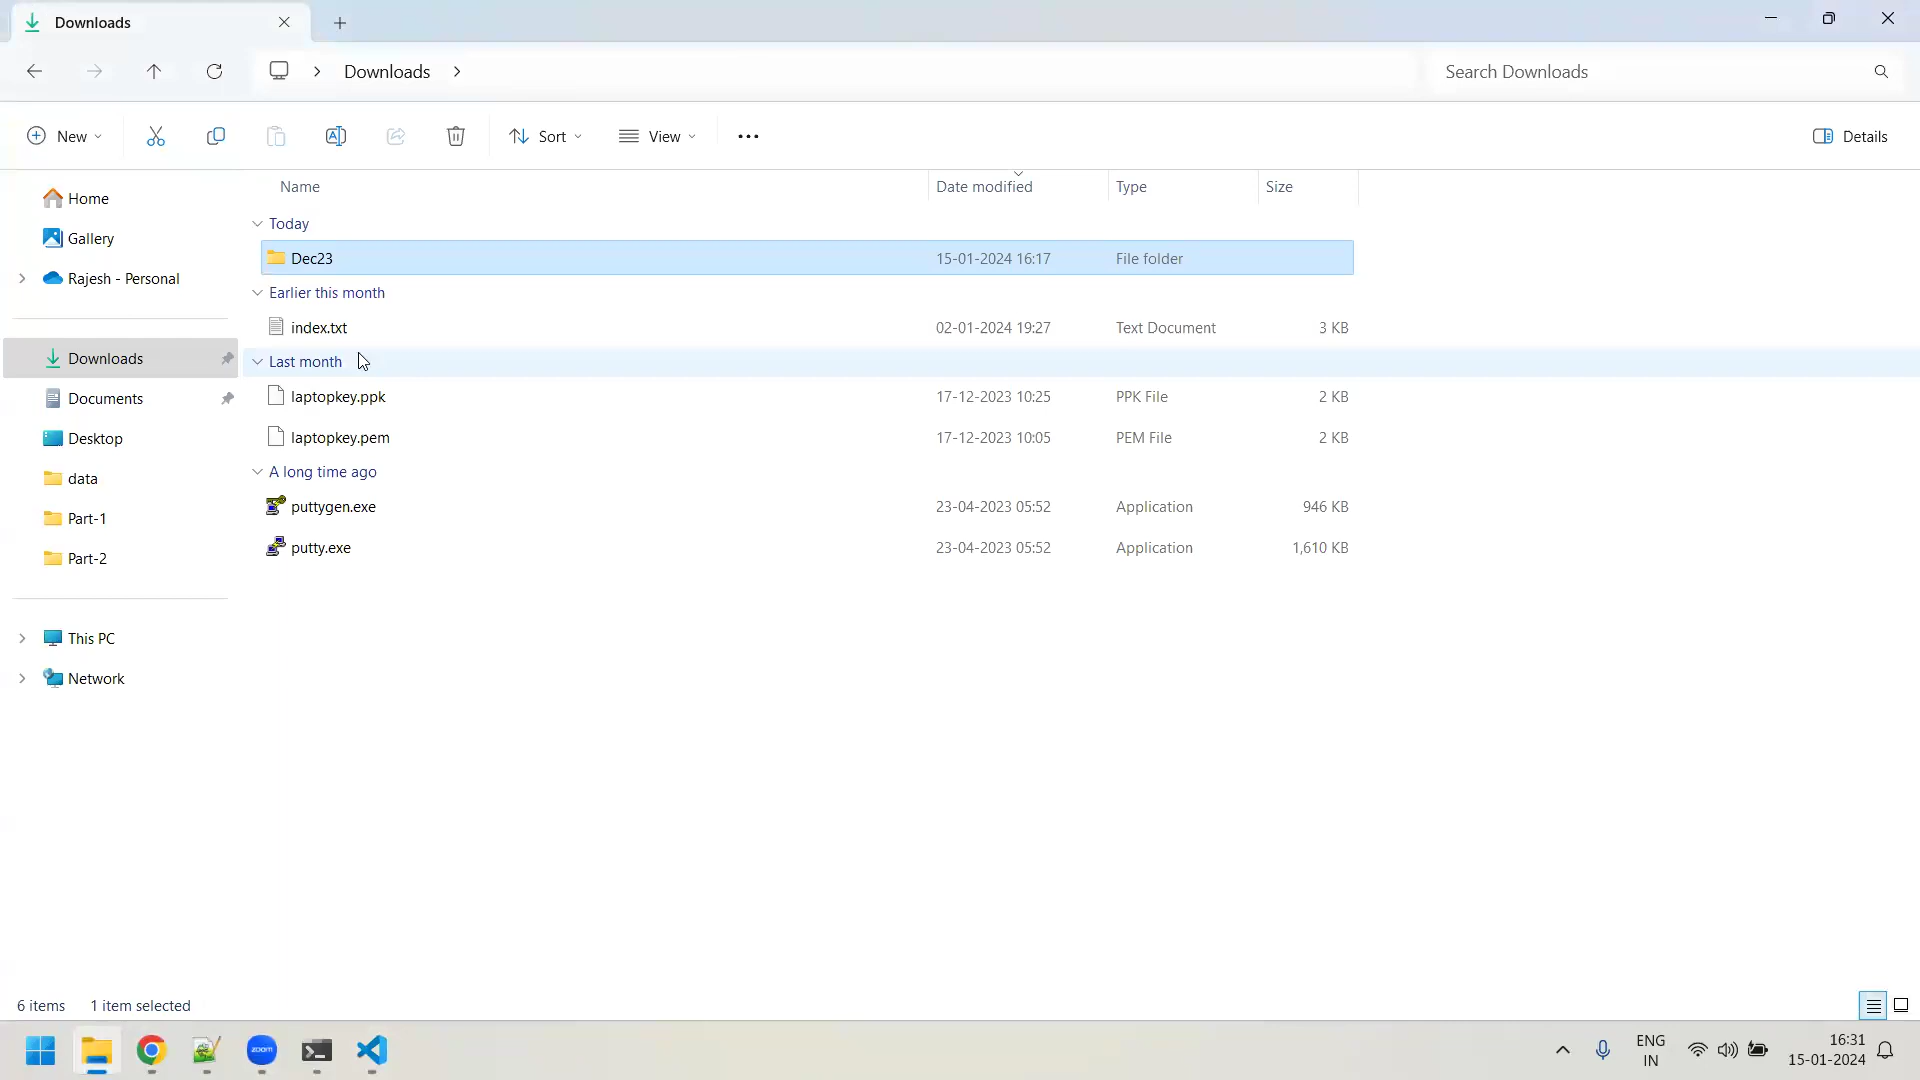 Downloads
Downloads
Search Downloads
New
Sort
View
Details
Name Date modified Type Size
Home
Gallery
Rajesh - Personal
Downloads
Documents
Desktop
data
Part-1
Part-2
This PC
Network
Today
Dec23 15-01-2024 16:17 File folder
Earlier this month
index.txt 02-01-2024 19:27 Text Document 3 KB
Last month
laptopkey.ppk 17-12-2023 10:25 PPK File 2 KB
laptopkey.pem 17-12-2023 10:05 PEM File 2 KB
A long time ago
puttygen.exe 23-04-2023 05:52 Application 946 KB
putty.exe 23-04-2023 05:52 Application 1,610 KB
6 items 1 item selected
zoom
ENG
IN
16:31
15-01-2024